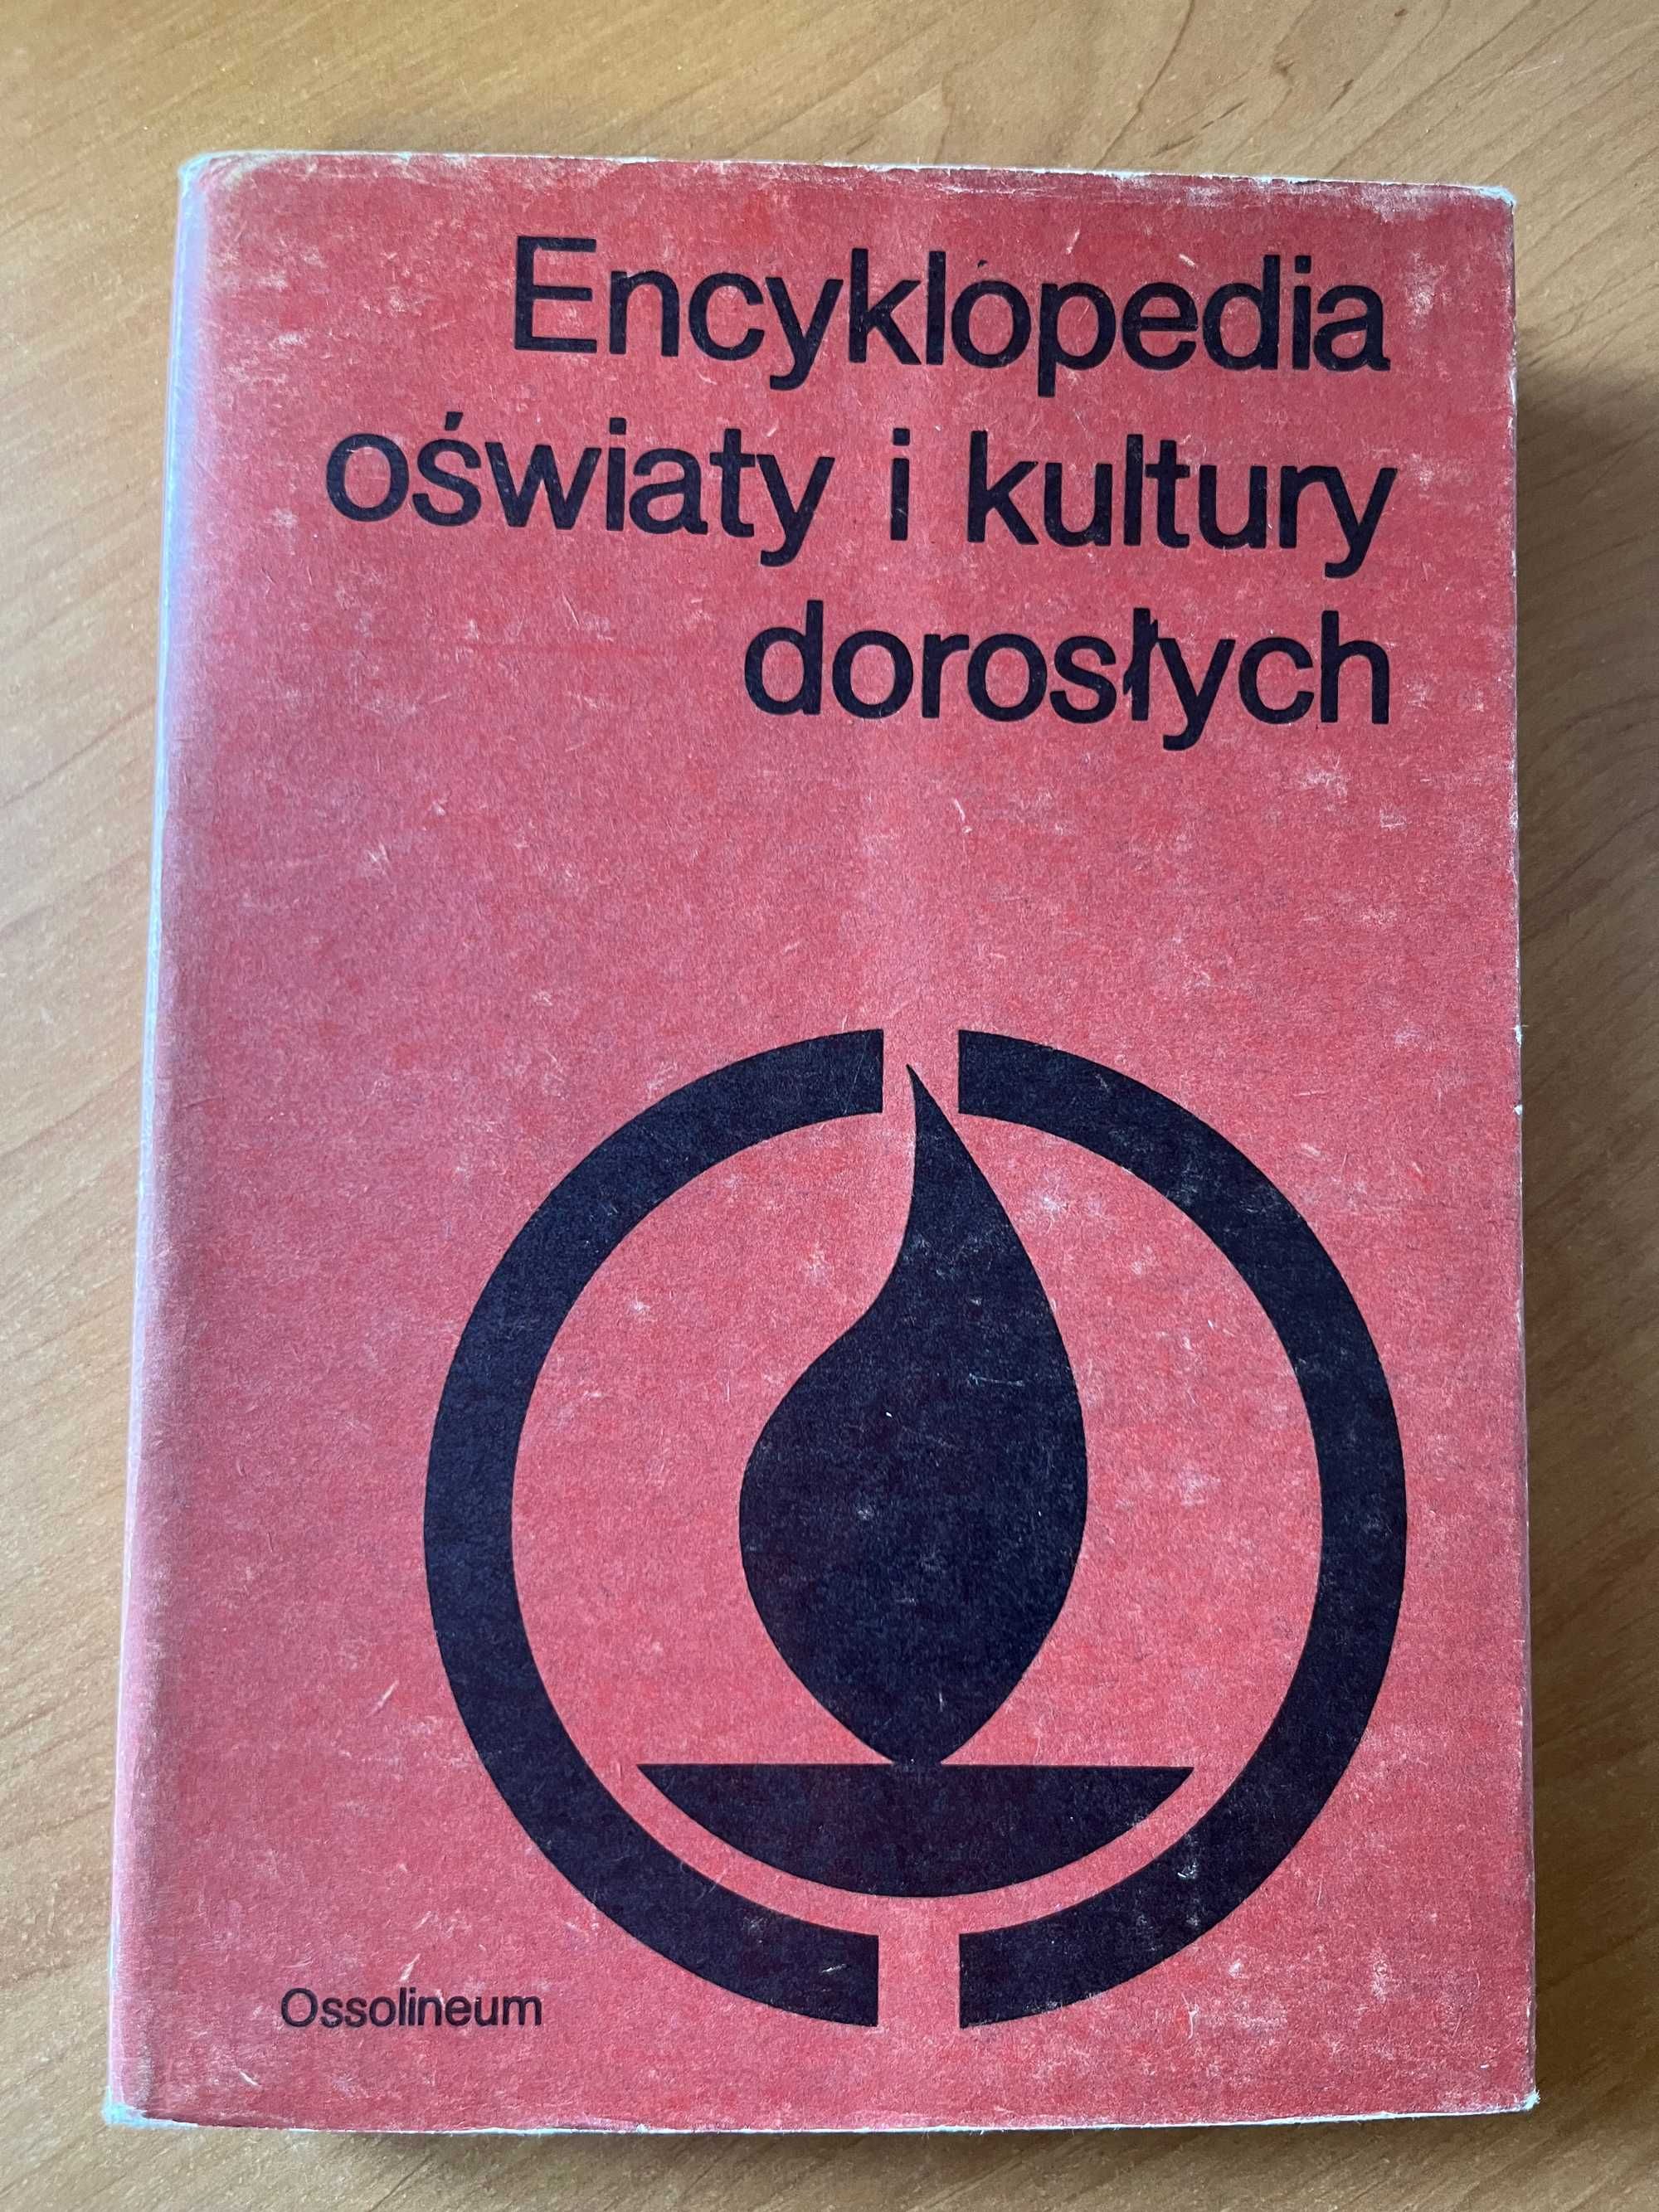 Encyklopedia
oświaty i kultury
dorosłych
Ossolineum